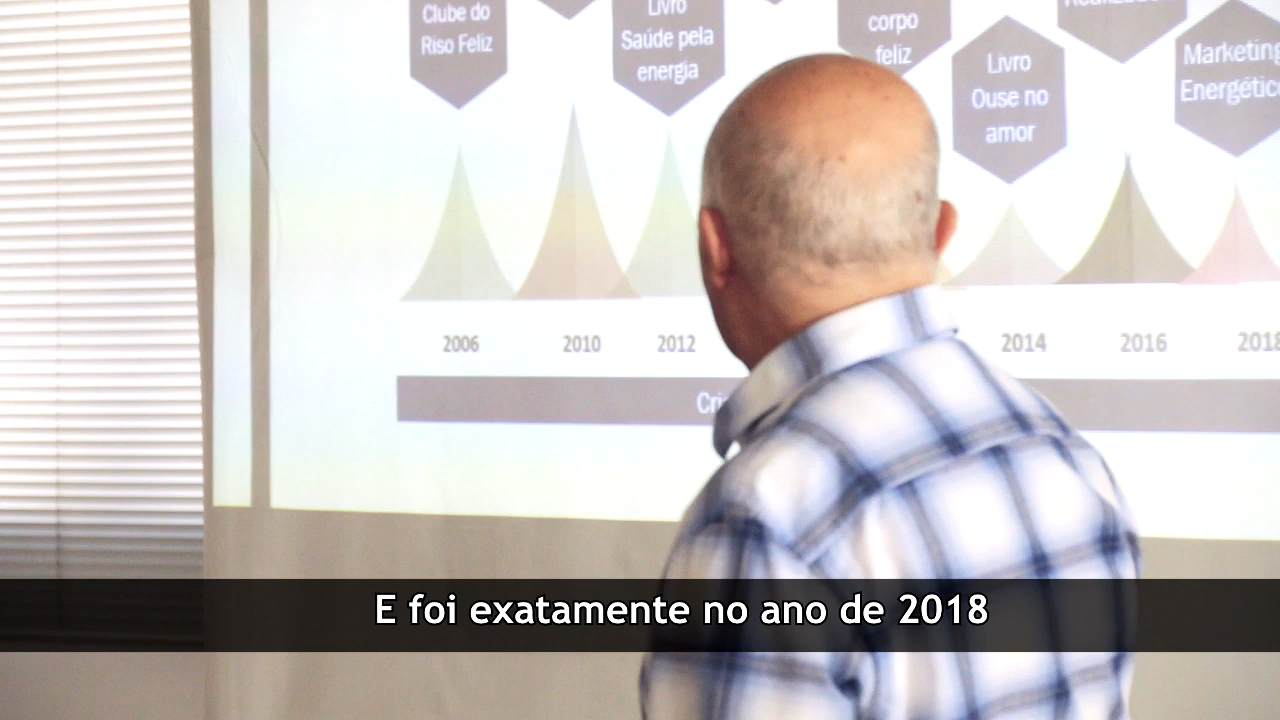 Clube do
Riso Feliz
Livro
Saúde pela
energia
corpo
feliz
Livro
Ouse no
amor
Marketing
2006
2010
2012
2014
2016
2018
E foi exatamente no ano de 2018